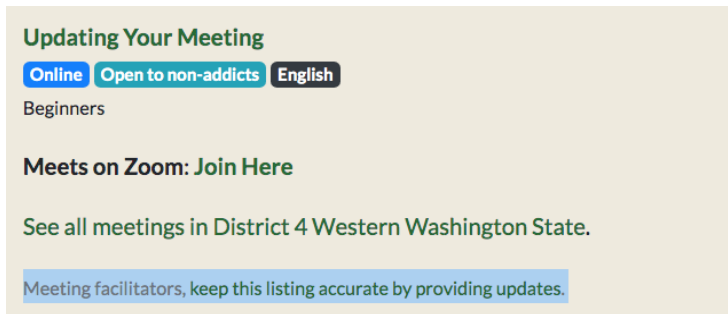 Updating Your Meeting
Online Open to non-addicts English
Beginners
Meets on Zoom: Join Here
See all meetings in District 4 Western Washington State.
Meeting facilitators, keep this listing accurate by providing updates.